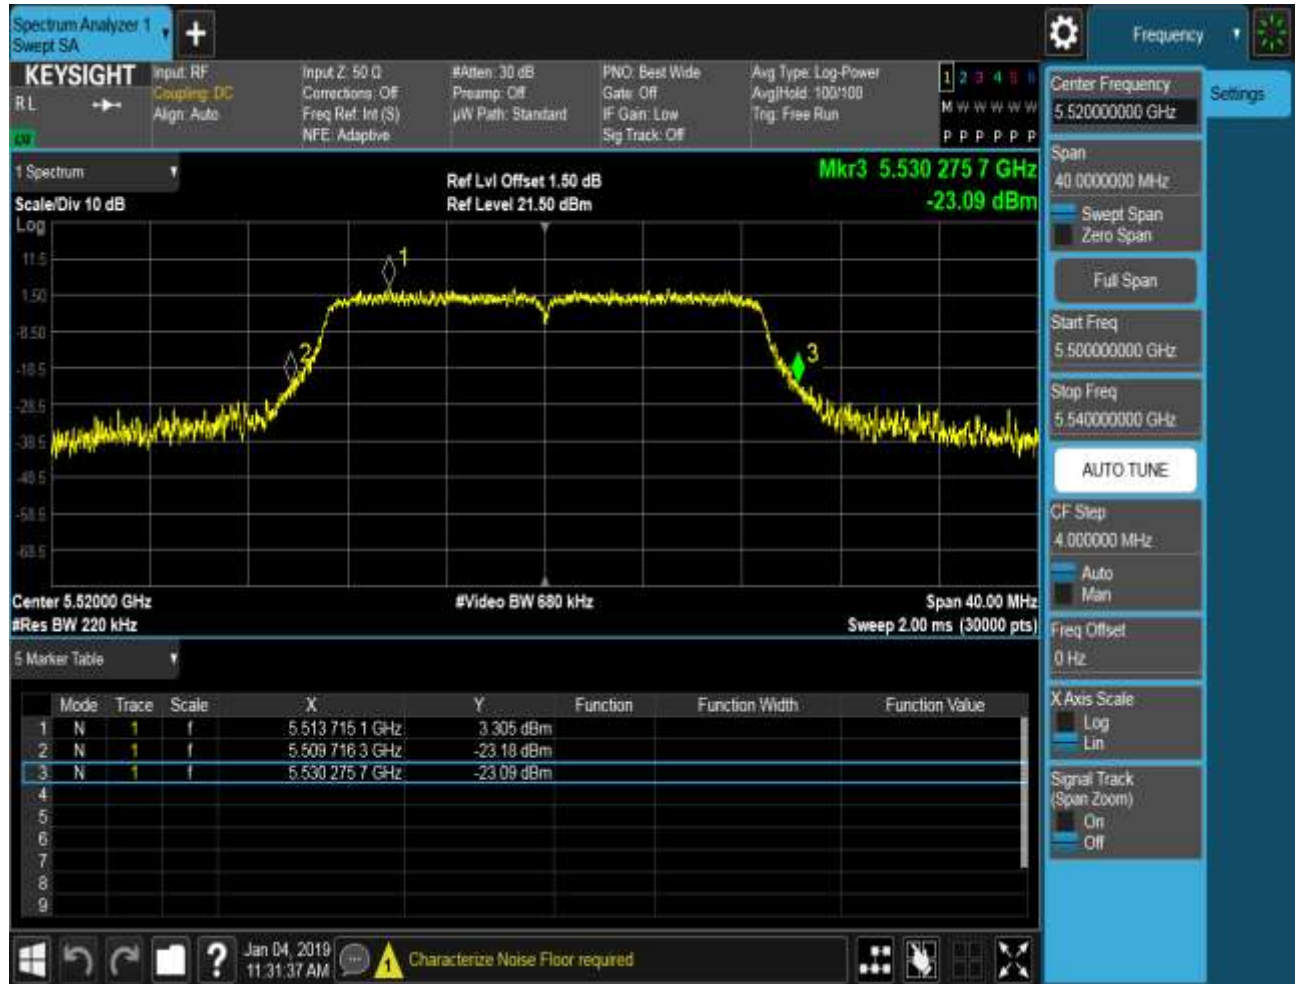 Spectrum Analyzer 1
Swept SA
+
Frequency
KEYSIGHT
R L
Input: RF
Coupling: DC
Align: Auto
Input Z: 50 Ω
Corrections: Off
Freq Ref: Int (S)
NFE: Adaptive
#Atten: 30 dB
Preamp: Off
µW Path: Standard
PNO: Best Wide
Gate: Off
IF Gain: Low
Sig Track: Off
Avg Type: Log-Power
Avg|Hold: 100/100
Trig: Free Run
1 2 3 4 5 6
M W W W W W
P P P P P P
1 Spectrum
Scale/Div 10 dB
Log
Ref Lvl Offset 1.50 dB
Ref Level 21.50 dBm
Mkr3 5.530 275 7 GHz
-23.09 dBm
11.5
1.50
-8.50
-18.5
-28.5
-38.5
-48.5
-58.5
-68.5
1
2
3
Center 5.52000 GHz
#Video BW 680 kHz
Span 40.00 MHz
#Res BW 220 kHz
Sweep 2.00 ms (30000 pts)
5 Marker Table
Mode Trace Scale X Y Function Function Width Function Value
1 N 1 f 5.513 715 1 GHz 3.305 dBm
2 N 1 f 5.509 716 3 GHz -23.18 dBm
3 N 1 f 5.530 275 7 GHz -23.09 dBm
4
5
6
7
8
9
?
Jan 04, 2019
11:31:37 AM
1
Characterize Noise Floor required
Center Frequency
5.520000000 GHz
Settings
Span
40.0000000 MHz
Swept Span
Zero Span
Full Span
Start Freq
5.500000000 GHz
Stop Freq
5.540000000 GHz
AUTO TUNE
CF Step
4.000000 MHz
Auto
Man
Freq Offset
0 Hz
X Axis Scale
Log
Lin
Signal Track
(Span Zoom)
On
Off